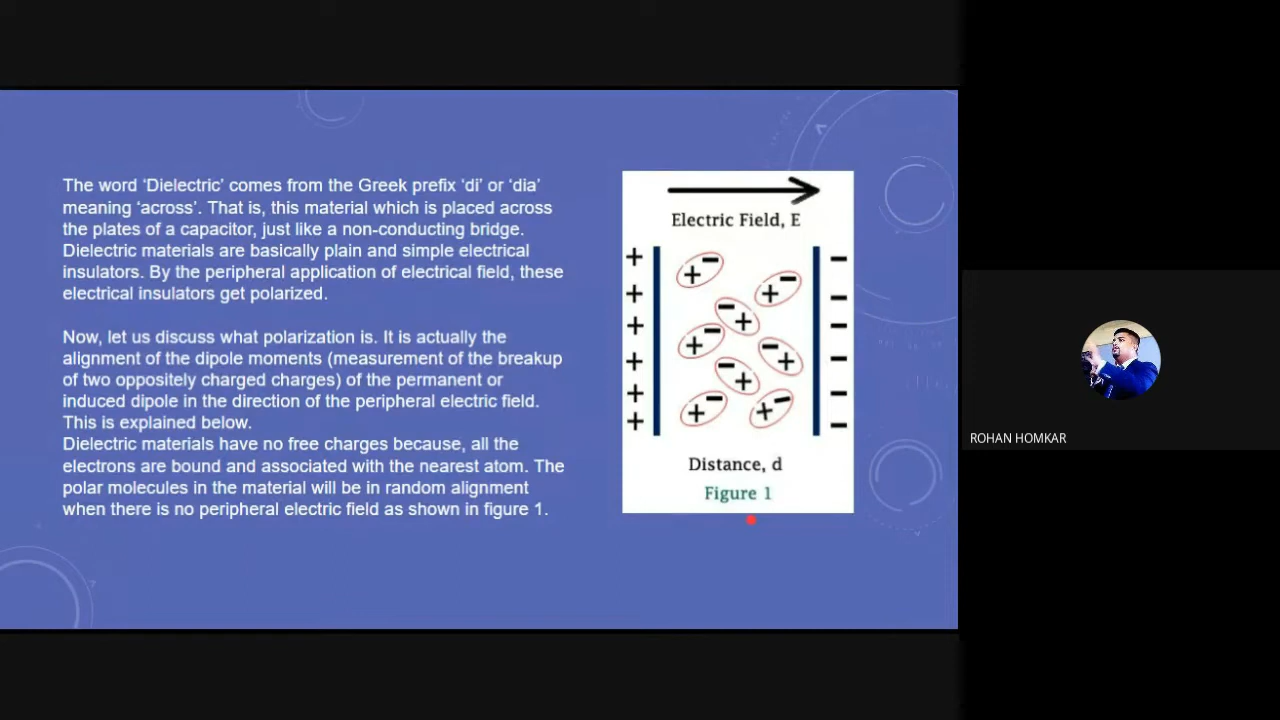 The word ‘Dielectric’ comes from the Greek prefix ‘di’ or ‘dia’
meaning ‘across’. That is, this material which is placed across
the plates of a capacitor, just like a non-conducting bridge.
Dielectric materials are basically plain and simple electrical
insulators. By the peripheral application of electrical field, these
electrical insulators get polarized.
Now, let us discuss what polarization is. It is actually the
alignment of the dipole moments (measurement of the breakup
of two oppositely charged charges) of the permanent or
induced dipole in the direction of the peripheral electric field.
This is explained below.
Dielectric materials have no free charges because, all the
electrons are bound and associated with the nearest atom. The
polar molecules in the material will be in random alignment
when there is no peripheral electric field as shown in figure 1.
Electric Field, E
Distance, d
Figure 1
ROHAN HOMKAR